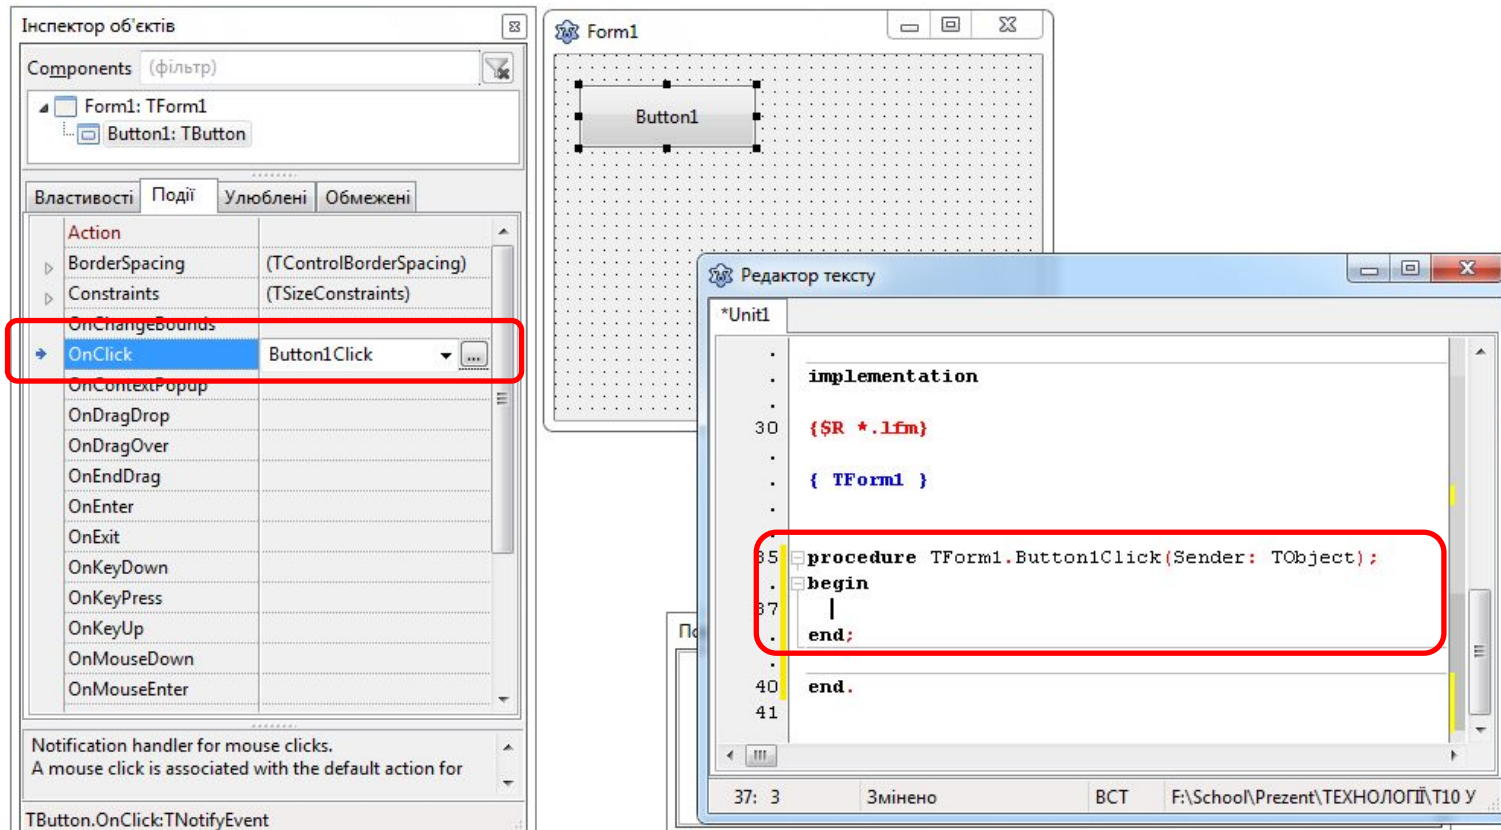 Інспектор об'єктів
Components (фільтр)
Form1: TForm1
Button1: TButton
Властивості Події Улюблені Обмежені
Action
BorderSpacing (TControlBorderSpacing)
Constraints (TSizeConstraints)
OnChangeBounds
OnClick Button1Click ...
OnContextPopup
OnDragDrop
OnDragOver
OnEndDrag
OnEnter
OnExit
OnKeyDown
OnKeyPress
OnKeyUp
OnMouseDown
OnMouseEnter
Notification handler for mouse clicks.
A mouse click is associated with the default action for
TButton.OnClick:TNotifyEvent
Form1
Button1
Редактор тексту
*Unit1
.
. implementation
.
30 {$R *.lfm}
.
. { TForm1 }
.
.
35 procedure TForm1.Button1Click(Sender: TObject);
. begin
37
. end;
.
40 end.
41
37: 3 Змінено ВСТ F:\School\Prezent\ТЕХНОЛОГІЇ\Т10 У